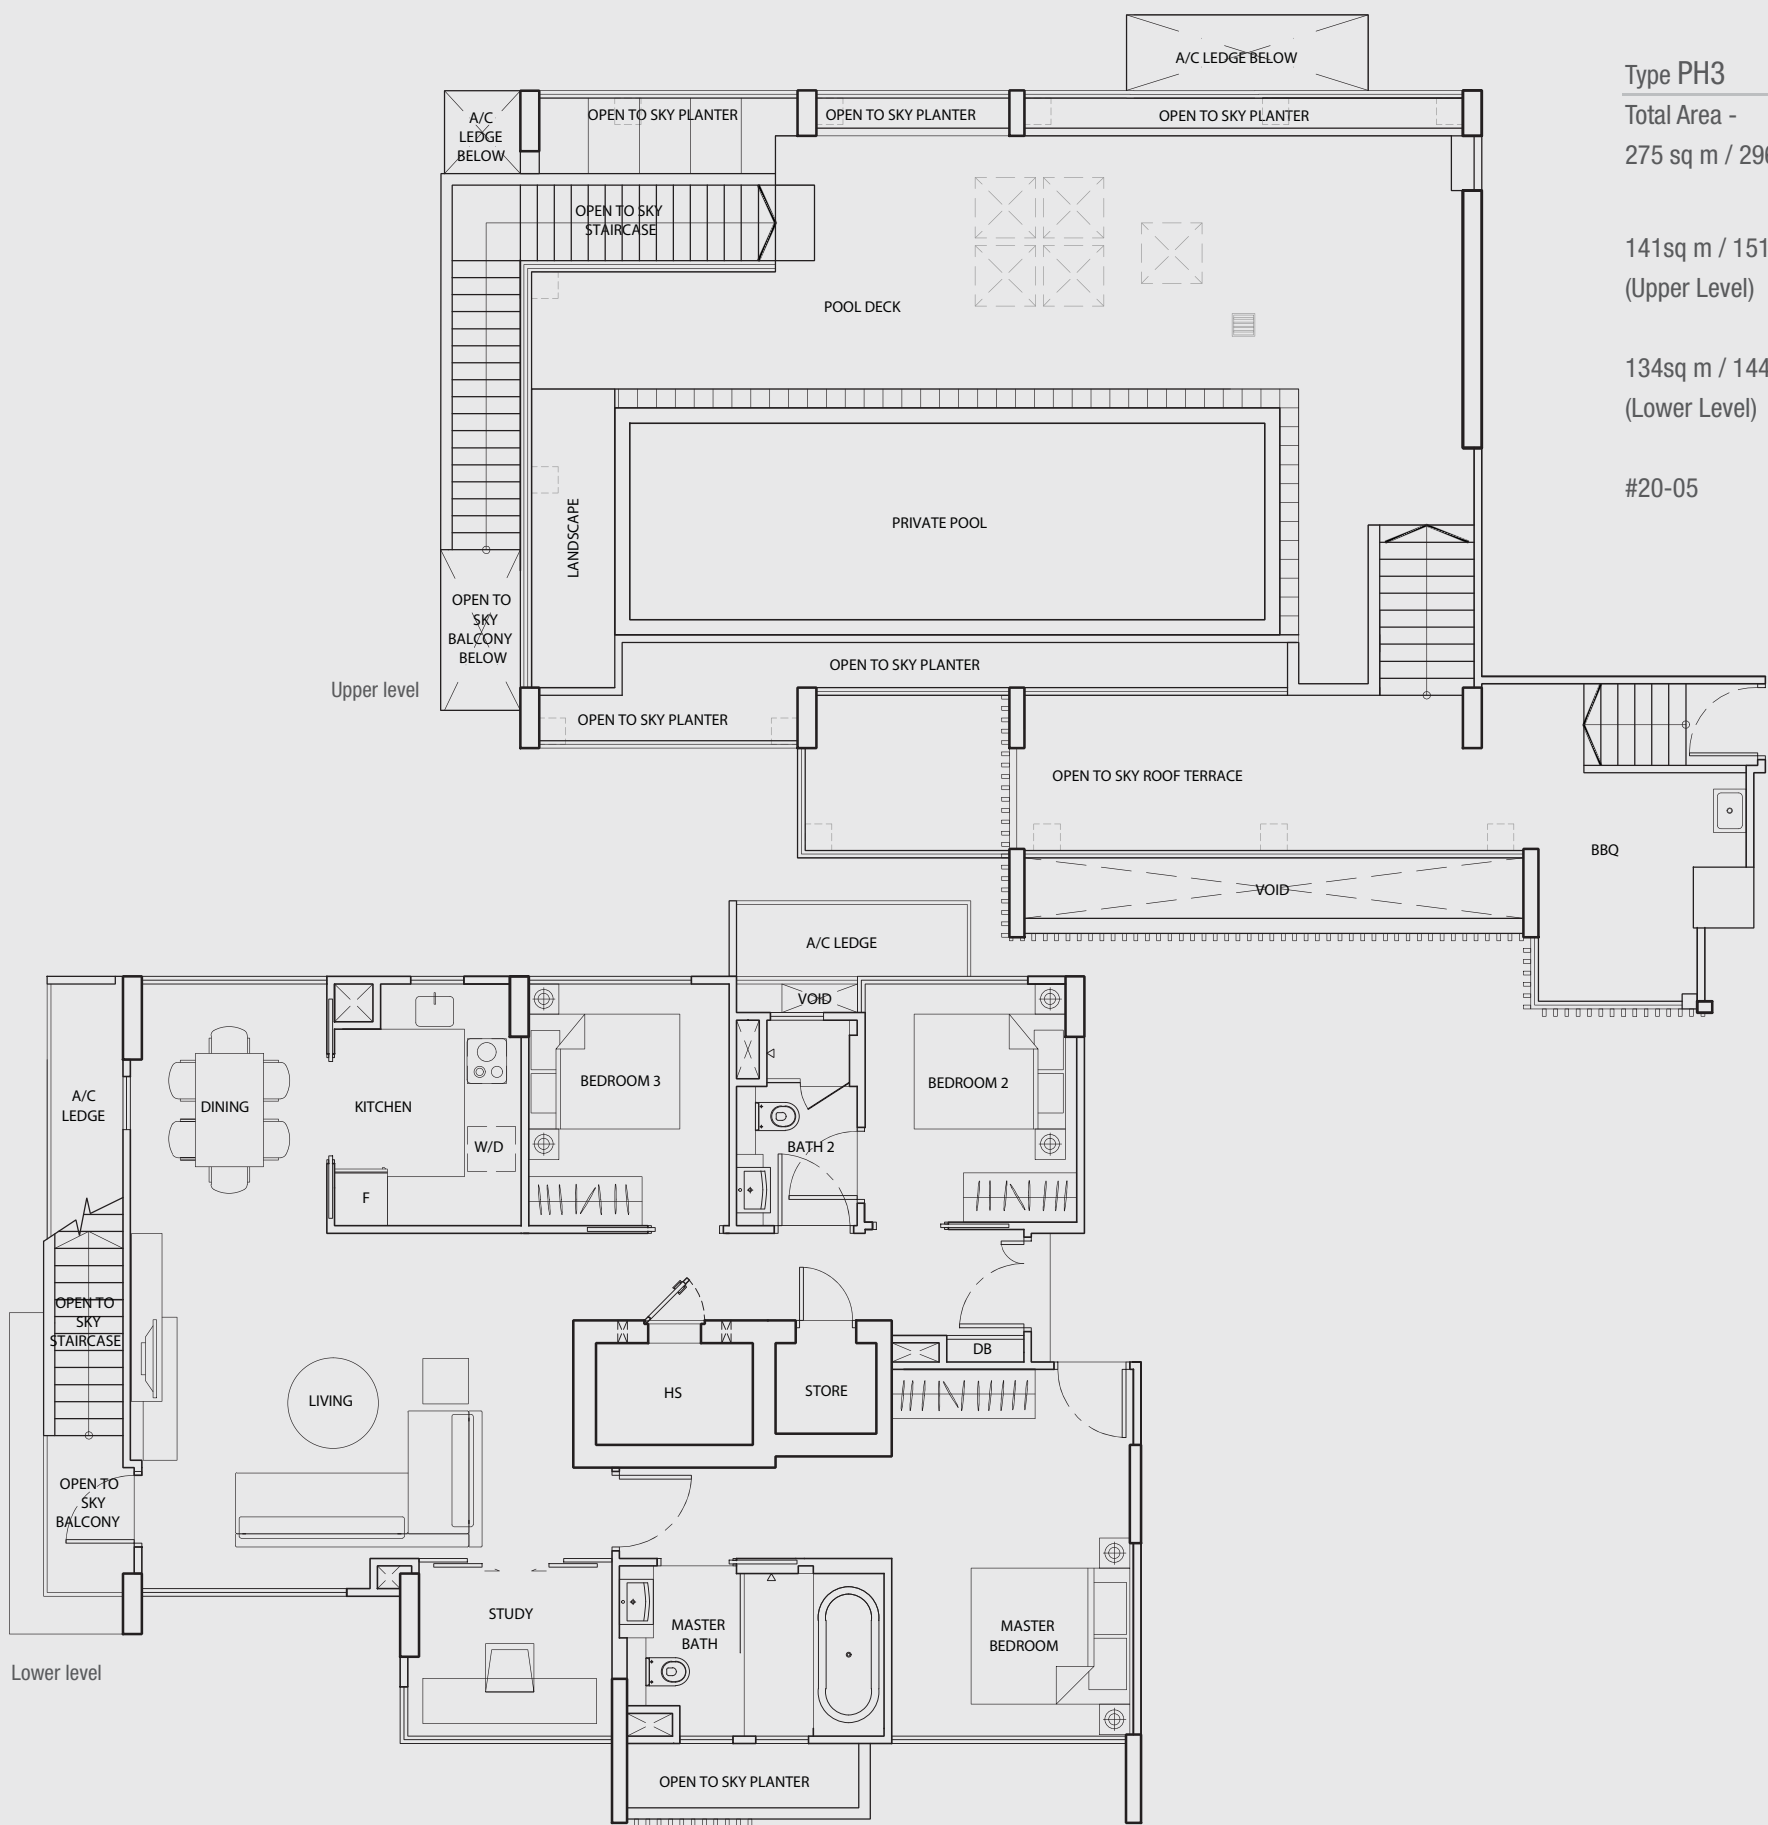 A/C LEDGE BELOW
Type PH3
Total Area -
275 sq m / 296
141sq m / 151
(Upper Level)
134sq m / 144
(Lower Level)
#20-05
A/C
LEDGE
BELOW
OPEN TO SKY PLANTER
OPEN TO SKY PLANTER
OPEN TO SKY PLANTER
OPEN TO SKY
STAIRCASE
POOL DECK
LANDSCAPE
PRIVATE POOL
OPEN TO
SKY
BALCONY
BELOW
OPEN TO SKY PLANTER
Upper level
OPEN TO SKY PLANTER
OPEN TO SKY ROOF TERRACE
BBQ
VOID
A/C LEDGE
VOID
A/C
LEDGE
DINING
KITCHEN
W/D
F
BEDROOM 3
BATH 2
BEDROOM 2
OPEN TO
SKY
STAIRCASE
LIVING
HS
STORE
DB
OPEN TO
SKY
BALCONY
STUDY
MASTER
BATH
MASTER
BEDROOM
Lower level
OPEN TO SKY PLANTER